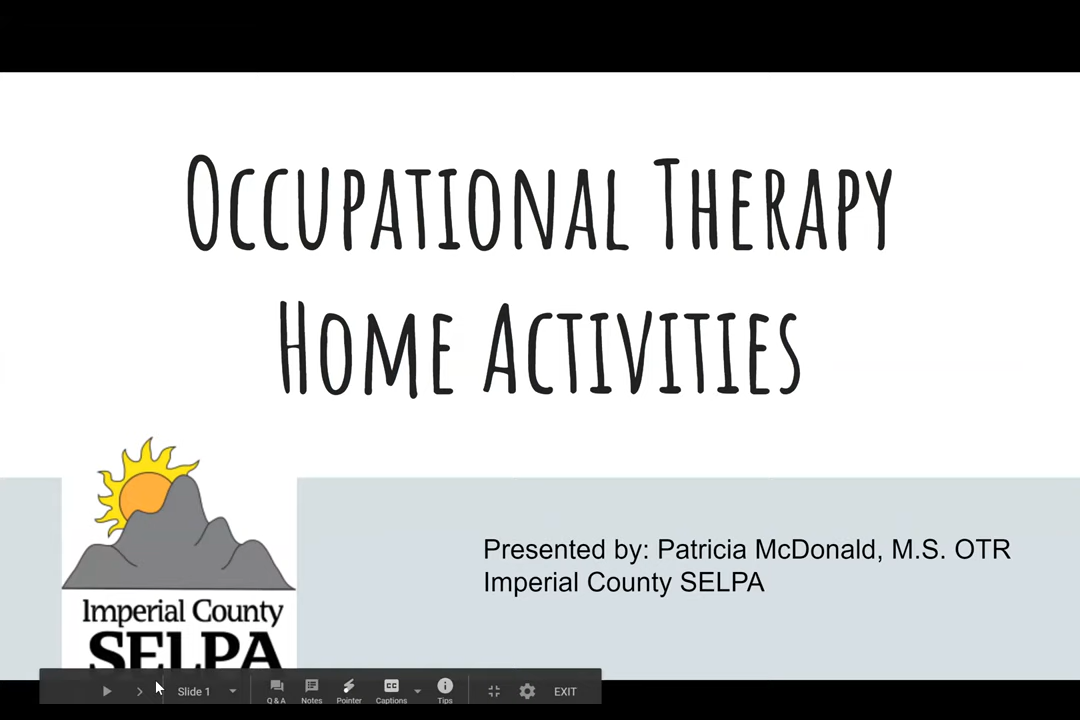 OCCUPATIONAL THERAPY
HOME ACTIVITIES
Presented by: Patricia McDonald, M.S. OTR
Imperial County SELPA
Imperial County
SELPA
Slide 1
Q & A
Notes
Pointer
CC
Captions
Tips
EXIT